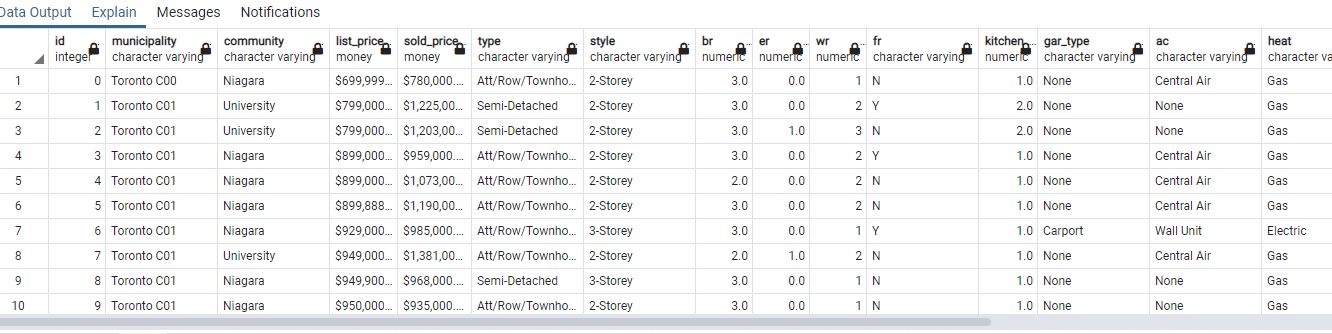 Data Output Explain Messages Notifications
id municipality community list_price sold_price type style br er wr fr kitchen gar_type ac heat
integer character varying character varying money money character varying character varying numeric numeric numeric character varying numeric character varying character varying character va
1 0 Toronto C00 Niagara $699,999... $780,000.... Att/Row/Townho... 2-Storey 3.0 0.0 1 N 1.0 None Central Air Gas
2 1 Toronto C01 University $799,000... $1,225,00... Semi-Detached 2-Storey 3.0 0.0 2 Y 2.0 None None Gas
3 2 Toronto C01 University $799,000... $1,203,00... Semi-Detached 2-Storey 3.0 1.0 3 N 2.0 None None Gas
4 3 Toronto C01 Niagara $899,000... $959,000.... Att/Row/Townho... 2-Storey 3.0 0.0 2 Y 1.0 None Central Air Gas
5 4 Toronto C01 Niagara $899,000... $1,073,00... Att/Row/Townho... 2-Storey 2.0 0.0 2 N 1.0 None Central Air Gas
6 5 Toronto C01 Niagara $899,888... $1,190,00... Att/Row/Townho... 2-Storey 3.0 0.0 2 N 1.0 None Central Air Gas
7 6 Toronto C01 Niagara $929,000... $985,000.... Att/Row/Townho... 3-Storey 3.0 0.0 1 Y 1.0 Carport Wall Unit Electric
8 7 Toronto C01 University $949,000... $1,381,00... Att/Row/Townho... 2-Storey 2.0 1.0 2 N 1.0 None Central Air Gas
9 8 Toronto C01 Niagara $949,900... $968,000.... Semi-Detached 3-Storey 3.0 0.0 1 N 1.0 None None Gas
10 9 Toronto C01 Niagara $950,000... $935,000.... Att/Row/Townho... 2-Storey 3.0 0.0 1 N 1.0 None None Gas